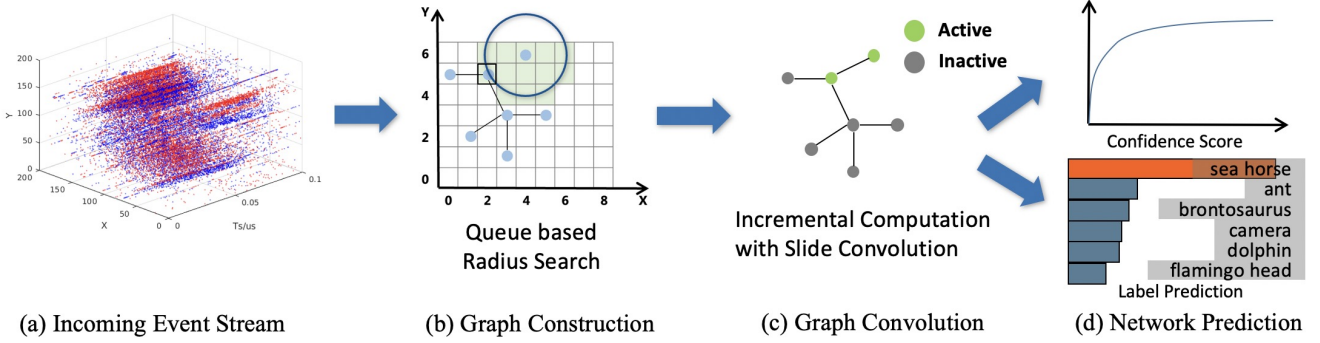 200
150
100
50
0
Y
200
150
100
50
0
X
0
0.05
0.1
Ts/us
(a) Incoming Event Stream
Y
6
4
2
0
0 2 4 6 8 X
Queue based
Radius Search
(b) Graph Construction
Active
Inactive
Incremental Computation
with Slide Convolution
(c) Graph Convolution
Confidence Score
sea horse
ant
brontosaurus
camera
dolphin
flamingo head
Label Prediction
(d) Network Prediction